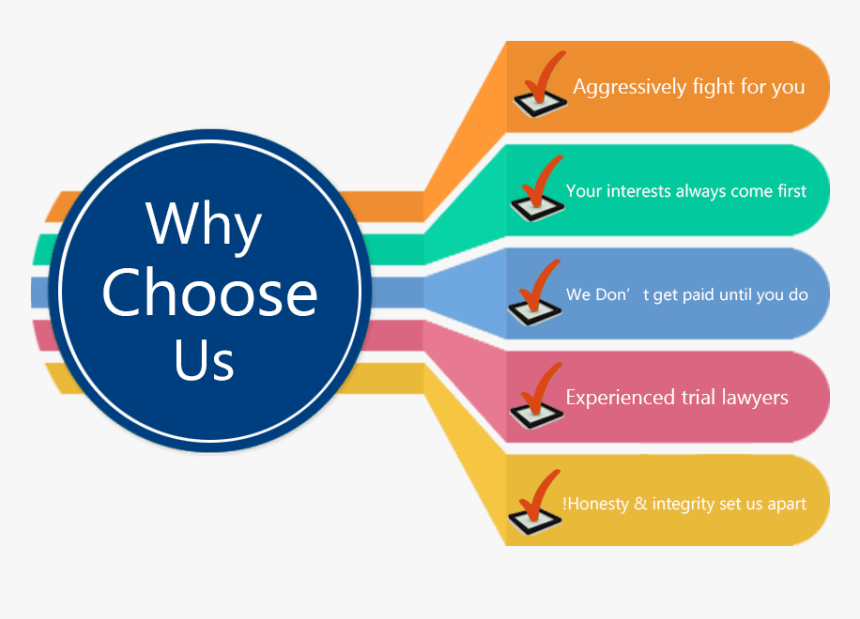 Why
Choose
Us
Aggressively fight for you
Your interests always come first
We Don’t get paid until you do
Experienced trial lawyers
!Honesty & integrity set us apart